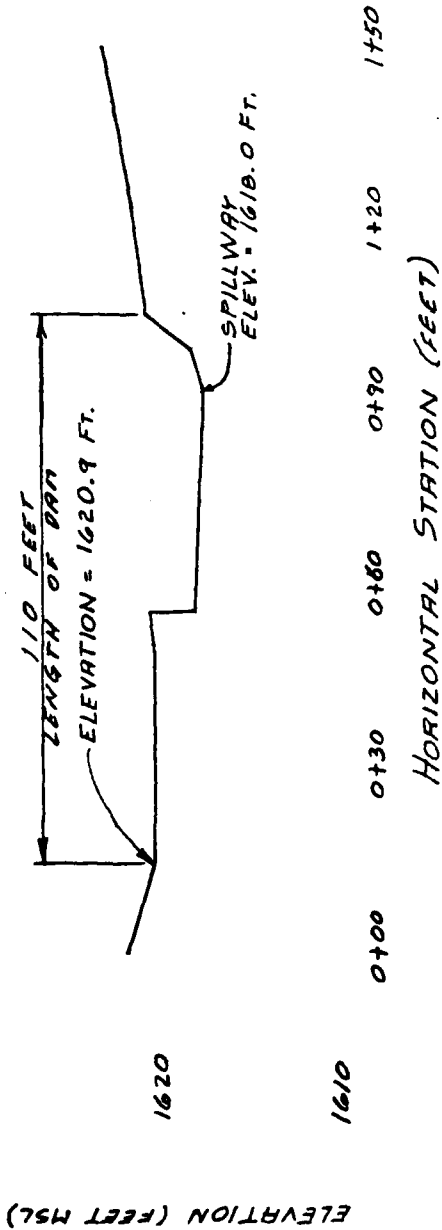 110 FEET
LENGTH OF DAM
ELEVATION = 1620.9 FT.
SPILLWAY
ELEV. = 1618.0 FT.
1620
1610
ELEVATION (FEET MSL)
0+00
0+30
0+60
0+90
1+20
1+50
HORIZONTAL STATION (FEET)